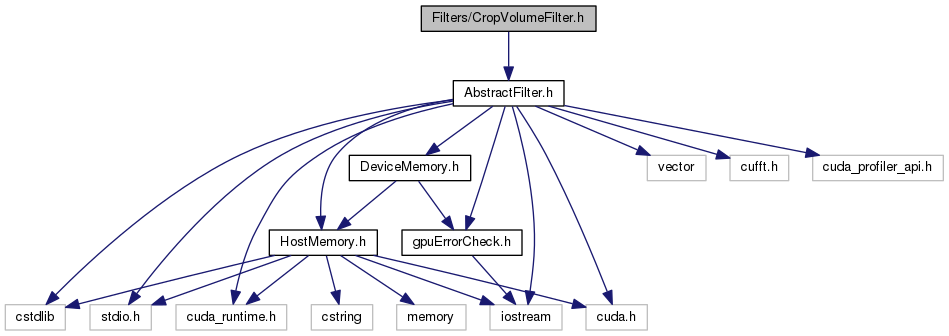 Filters/CropVolumeFilter.h
AbstractFilter.h
DeviceMemory.h
vector
cufft.h
cuda_profiler_api.h
HostMemory.h
gpuErrorCheck.h
cstdlib
stdio.h
cuda_runtime.h
cstring
memory
iostream
cuda.h